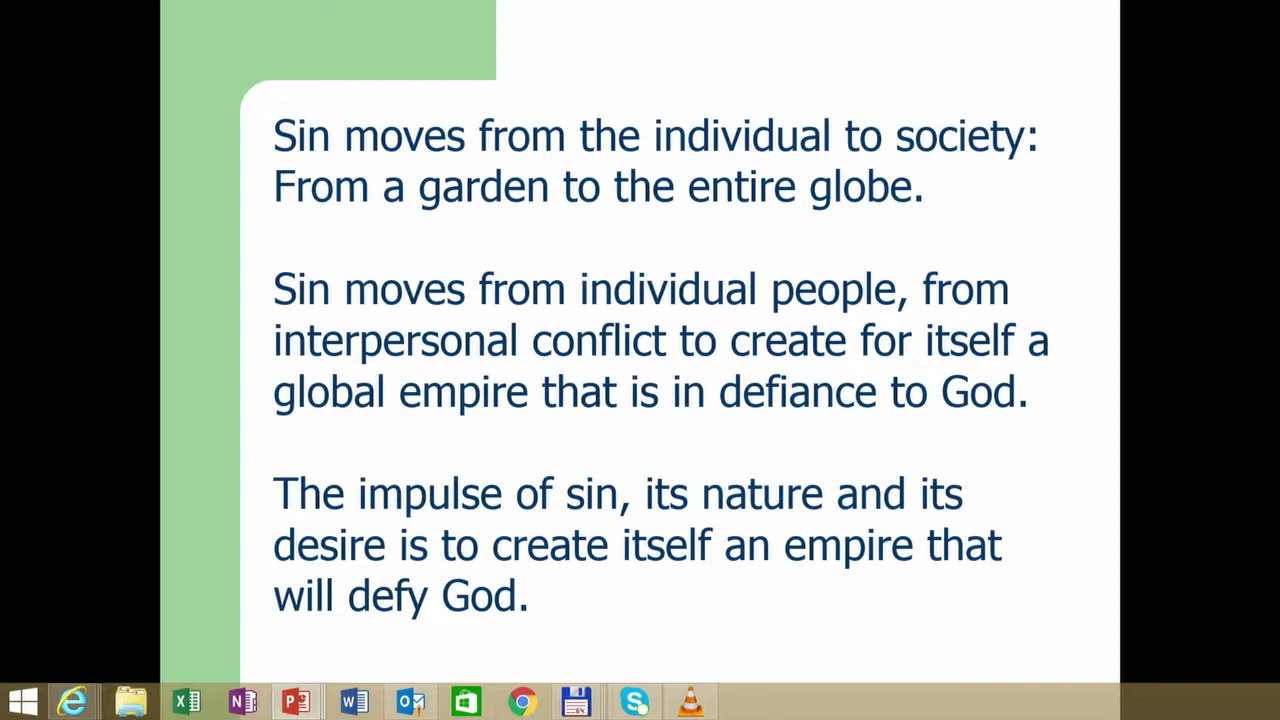 Sin moves from the individual to society:
From a garden to the entire globe.
Sin moves from individual people, from
interpersonal conflict to create for itself a
global empire that is in defiance to God.
The impulse of sin, its nature and its
desire is to create itself an empire that
will defy God.